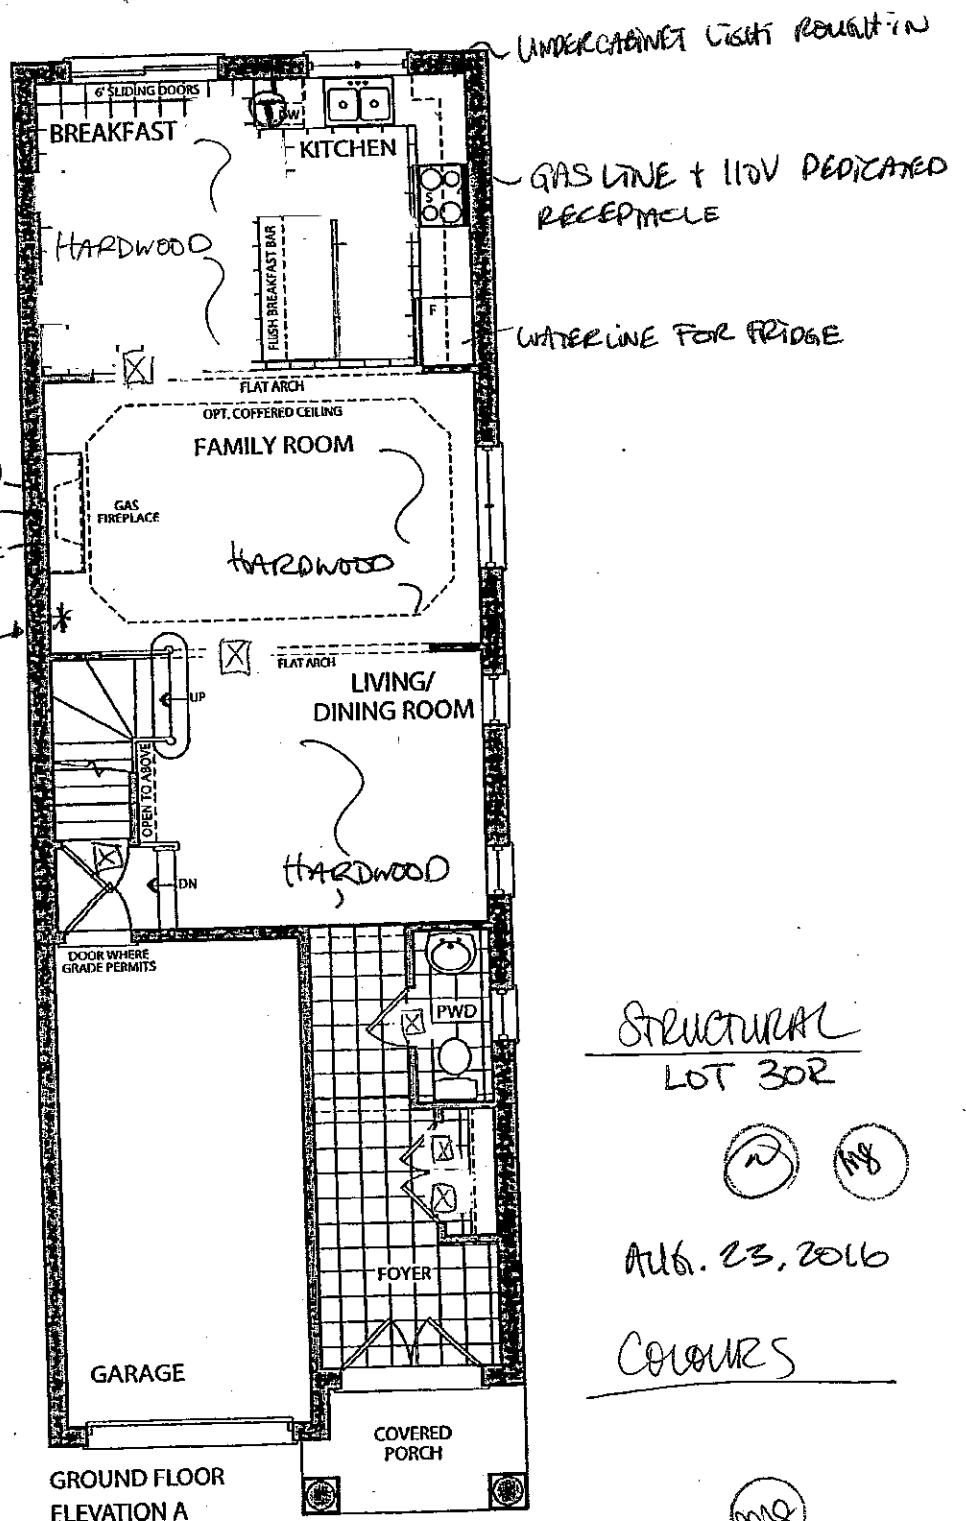 UNDERCABINET LIGHT ROUGH-IN
6' SLIDING DOORS
DW
BREAKFAST
KITCHEN
GAS LINE + 110V DEDICATED
RECEPTACLE
S
HARDWOOD
FLUSH BREAKFAST BAR
F
WATERLINE FOR FRIDGE
FLAT ARCH
OPT. COFFERED CEILING
FAMILY ROOM
GAS
FIREPLACE
HARDWOOD
FLAT ARCH
UP
LIVING/
DINING ROOM
OPEN TO ABOVE
HARDWOOD
DN
DOOR WHERE
GRADE PERMITS
PWD
STRUCTURAL
LOT 30R
AUG. 23, 2016
FOYER
COLOURS
GARAGE
COVERED
PORCH
GROUND FLOOR
ELEVATION A